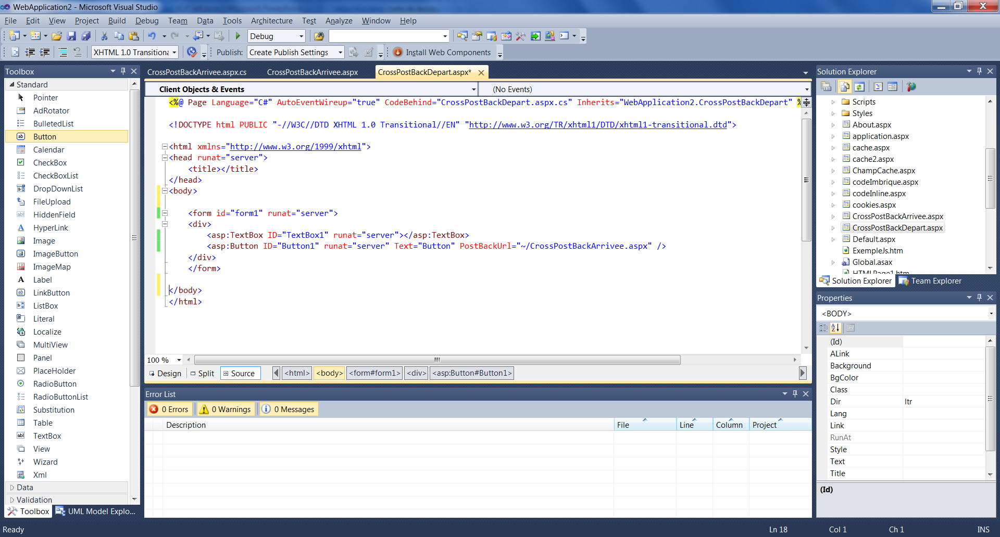 WebApplication2 - Microsoft Visual Studio
File Edit View Project Build Debug Team Data Tools Architecture Test Analyze Window Help
Debug
XHTML 1.0 Transitiona Publish: Create Publish Settings Install Web Components
Toolbox
Standard
Pointer
AdRotator
BulletedList
Button
Calendar
CheckBox
CheckBoxList
DropDownList
FileUpload
HiddenField
HyperLink
Image
ImageButton
ImageMap
Label
LinkButton
ListBox
Literal
Localize
MultiView
Panel
PlaceHolder
RadioButton
RadioButtonList
Substitution
Table
TextBox
View
Wizard
Xml
Data
Validation
Toolbox UML Model Explo...
CrossPostBackArrivee.aspx.cs CrossPostBackArrivee.aspx CrossPostBackDepart.aspx*
Client Objects & Events (No Events)
<%@ Page Language="C#" AutoEventWireup="true" CodeBehind="CrossPostBackDepart.aspx.cs" Inherits="WebApplication2.CrossPostBackDepart" %
<!DOCTYPE html PUBLIC "-//W3C//DTD XHTML 1.0 Transitional//EN" "http://www.w3.org/TR/xhtml1/DTD/xhtml1-transitional.dtd">
<html xmlns="http://www.w3.org/1999/xhtml">
<head runat="server">
<title></title>
</head>
<body>
<form id="form1" runat="server">
<div>
<asp:TextBox ID="TextBox1" runat="server"></asp:TextBox>
<asp:Button ID="Button1" runat="server" Text="Button" PostBackUrl="~/CrossPostBackArrivee.aspx" />
</div>
</form>
</body>
</html>
100 %
Design Split Source <html> <body> <form#form1> <div> <asp:Button#Button1>
Error List
0 Errors 0 Warnings 0 Messages
Description File Line Column Project
Solution Explorer
Scripts
Styles
About.aspx
application.aspx
cache.aspx
cache2.aspx
ChampCache.aspx
codeImbrique.aspx
codeInline.aspx
cookies.aspx
CrossPostBackArrivee.aspx
CrossPostBackDepart.aspx
Default.aspx
ExempleJs.htm
Global.asax
HTMLPage1.htm
Solution Explorer Team Explorer
Properties
<BODY>
(Id)
ALink
Background
BgColor
Class
Dir ltr
Lang
Link
RunAt
Style
Text
Title
(Id)
Ready Ln 18 Col 1 Ch 1 INS